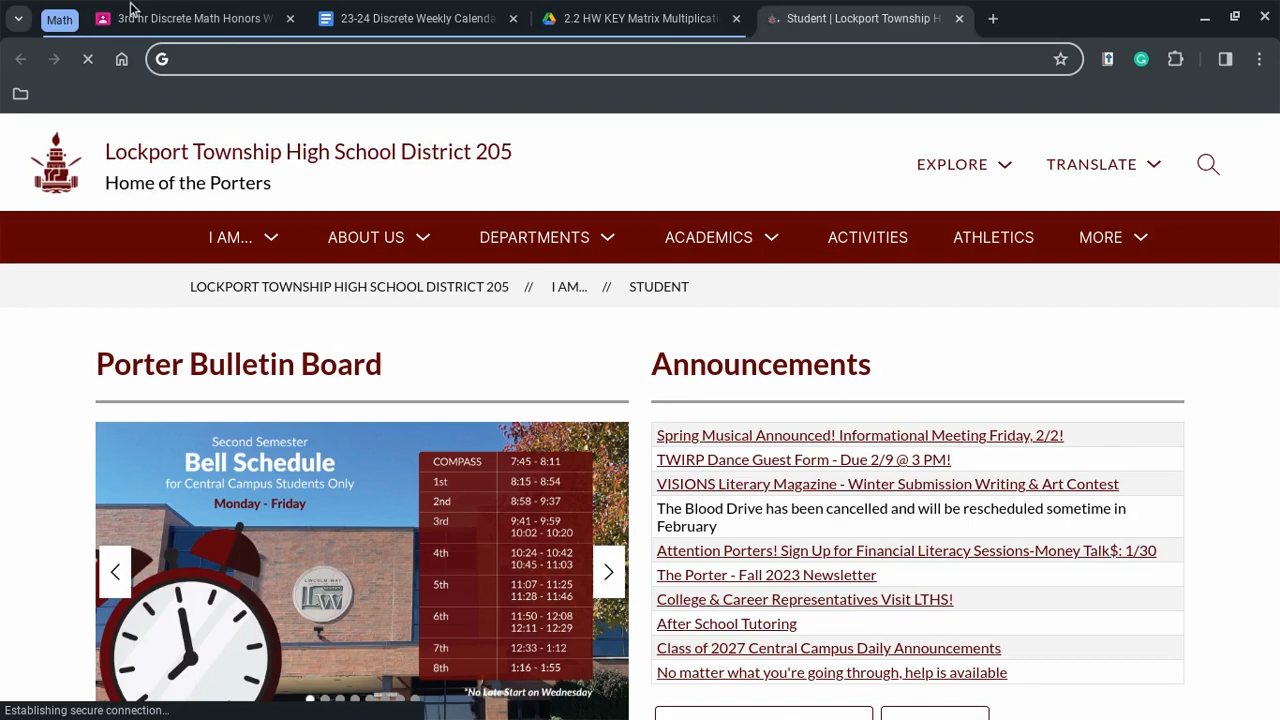 Math
3rd hr Discrete Math Honors W
23-24 Discrete Weekly Calenda
2.2 HW KEY Matrix Multiplicati
Student | Lockport Township H
Lockport Township High School District 205
Home of the Porters
EXPLORE
TRANSLATE
I AM...
ABOUT US
DEPARTMENTS
ACADEMICS
ACTIVITIES
ATHLETICS
MORE
LOCKPORT TOWNSHIP HIGH SCHOOL DISTRICT 205 // I AM... // STUDENT
Porter Bulletin Board
Second Semester
Bell Schedule
for Central Campus Students Only
Monday - Friday
COMPASS 7:45 - 8:11
1st 8:15 - 8:54
2nd 8:58 - 9:37
3rd 9:41 - 9:59
10:02 - 10:20
4th 10:24 - 10:42
10:45 - 11:03
5th 11:07 - 11:25
11:28 - 11:46
6th 11:50 - 12:08
12:11 - 12:29
7th 12:33 - 1:12
8th 1:16 - 1:55
*No Late Start on Wednesday
Announcements
Spring Musical Announced! Informational Meeting Friday, 2/2!
TWIRP Dance Guest Form - Due 2/9 @ 3 PM!
VISIONS Literary Magazine - Winter Submission Writing & Art Contest
The Blood Drive has been cancelled and will be rescheduled sometime in
February
Attention Porters! Sign Up for Financial Literacy Sessions-Money Talk$: 1/30
The Porter - Fall 2023 Newsletter
College & Career Representatives Visit LTHS!
After School Tutoring
Class of 2027 Central Campus Daily Announcements
No matter what you're going through, help is available
Establishing secure connection...